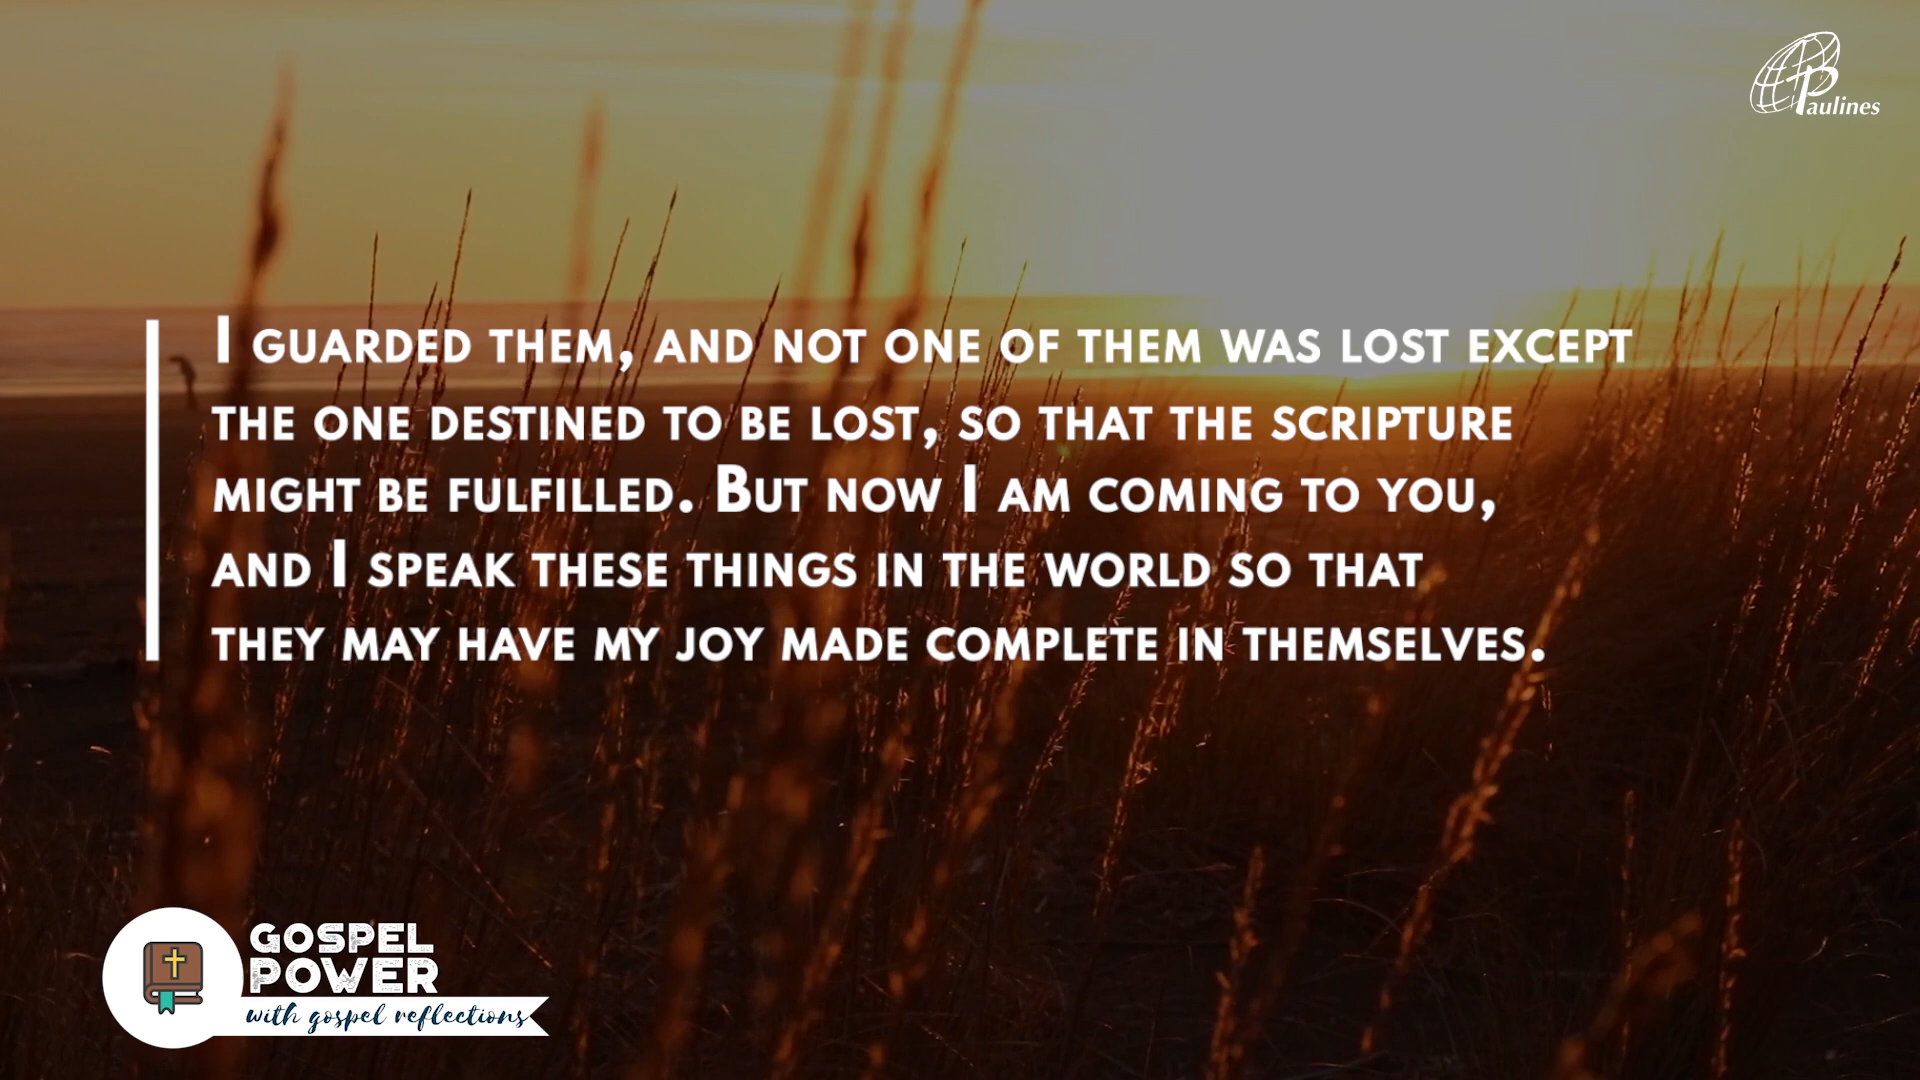 Paulines
I guarded them, and not one of them was lost except
the one destined to be lost, so that the scripture
might be fulfilled. But now I am coming to you,
and I speak these things in the world so that
they may have my joy made complete in themselves.
GOSPEL
POWER
with gospel reflections